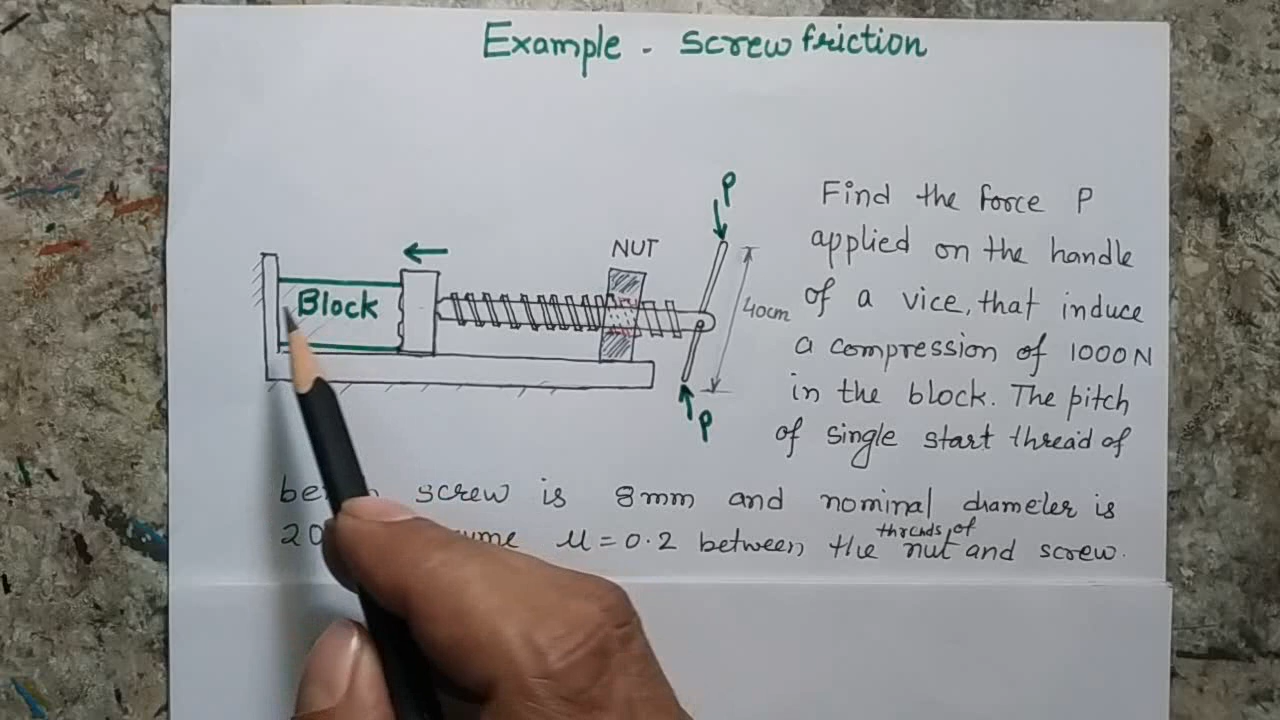 Example - Screw friction
P
NUT
Block
40cm
P
Find the force P
applied on the handle
of a vice, that induce
a compression of 1000N
in the block. The pitch
of single start thread of
screw is 8mm and nominal diameter is
threads of
20 μ = 0.2 between the nut and screw.